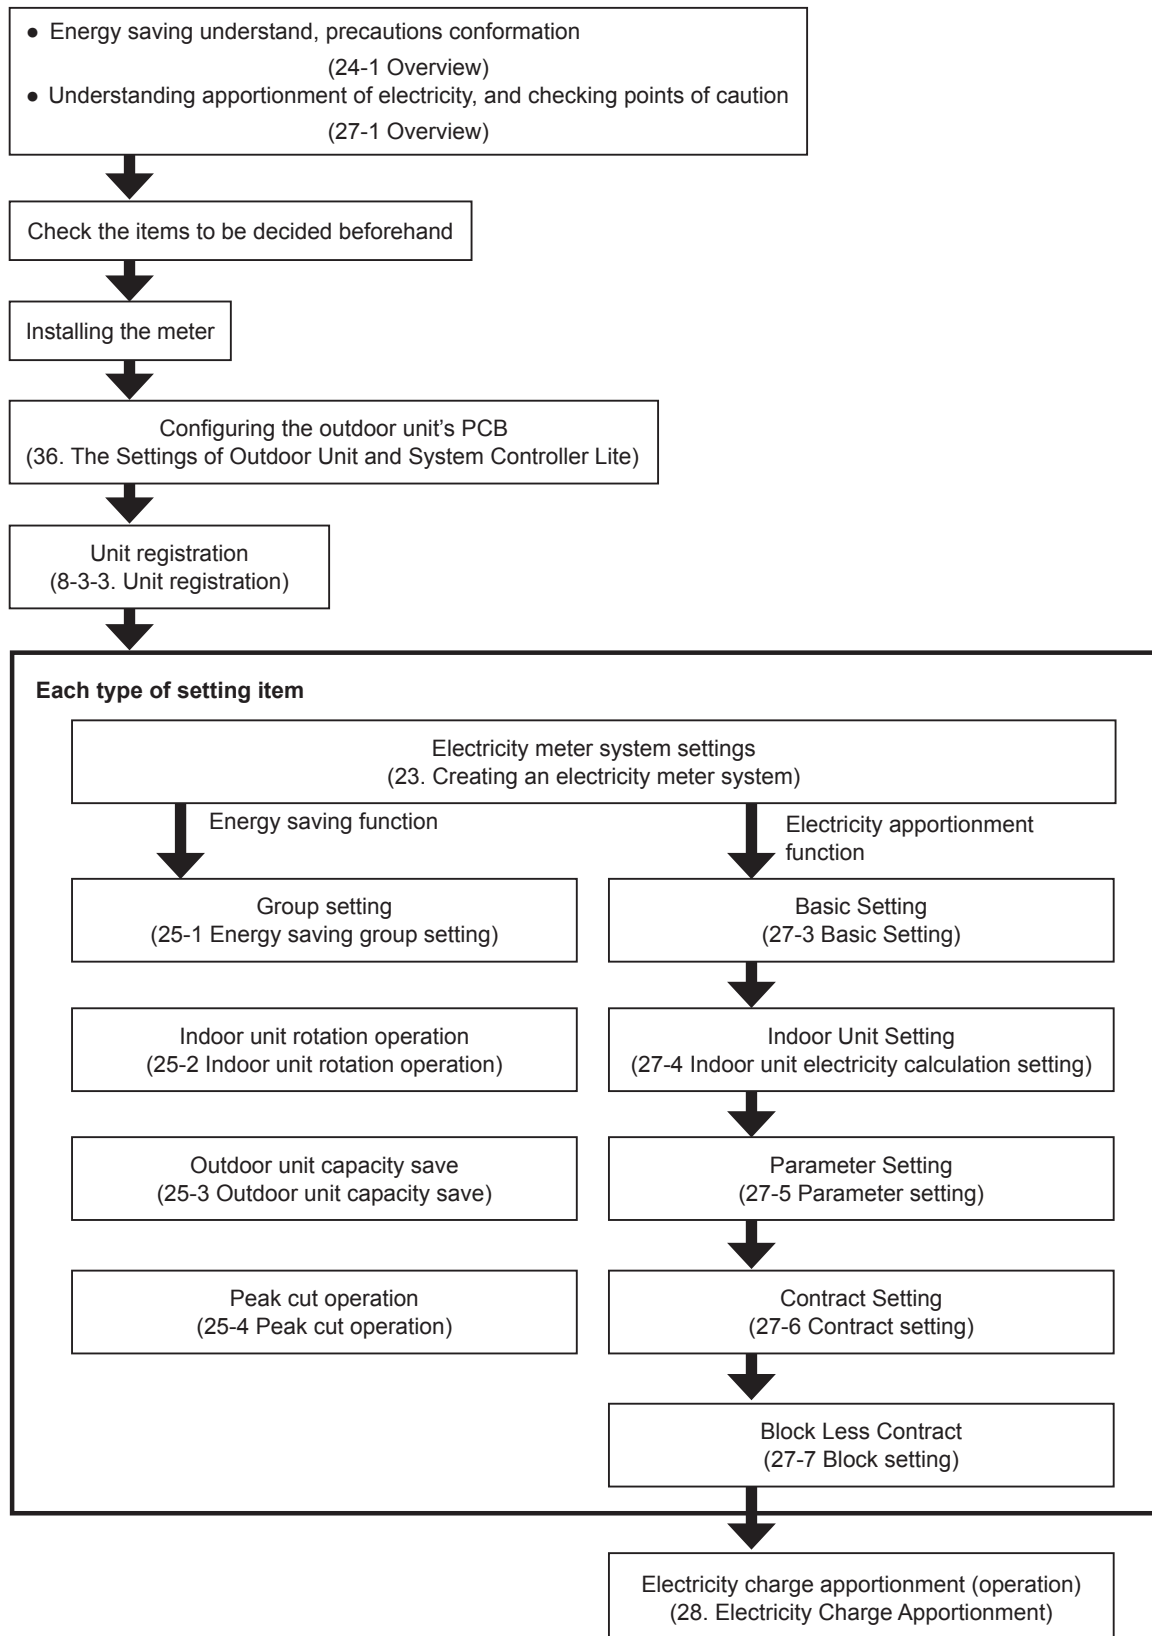 ● Energy saving understand, precautions conformation
(24-1 Overview)
● Understanding apportionment of electricity, and checking points of caution
(27-1 Overview)
Check the items to be decided beforehand
Installing the meter
Configuring the outdoor unit's PCB
(36. The Settings of Outdoor Unit and System Controller Lite)
Unit registration
(8-3-3. Unit registration)
Each type of setting item
Electricity meter system settings
(23. Creating an electricity meter system)
Energy saving function
Group setting
(25-1 Energy saving group setting)
Indoor unit rotation operation
(25-2 Indoor unit rotation operation)
Outdoor unit capacity save
(25-3 Outdoor unit capacity save)
Peak cut operation
(25-4 Peak cut operation)
Electricity apportionment
function
Basic Setting
(27-3 Basic Setting)
Indoor Unit Setting
(27-4 Indoor unit electricity calculation setting)
Parameter Setting
(27-5 Parameter setting)
Contract Setting
(27-6 Contract setting)
Block Less Contract
(27-7 Block setting)
Electricity charge apportionment (operation)
(28. Electricity Charge Apportionment)